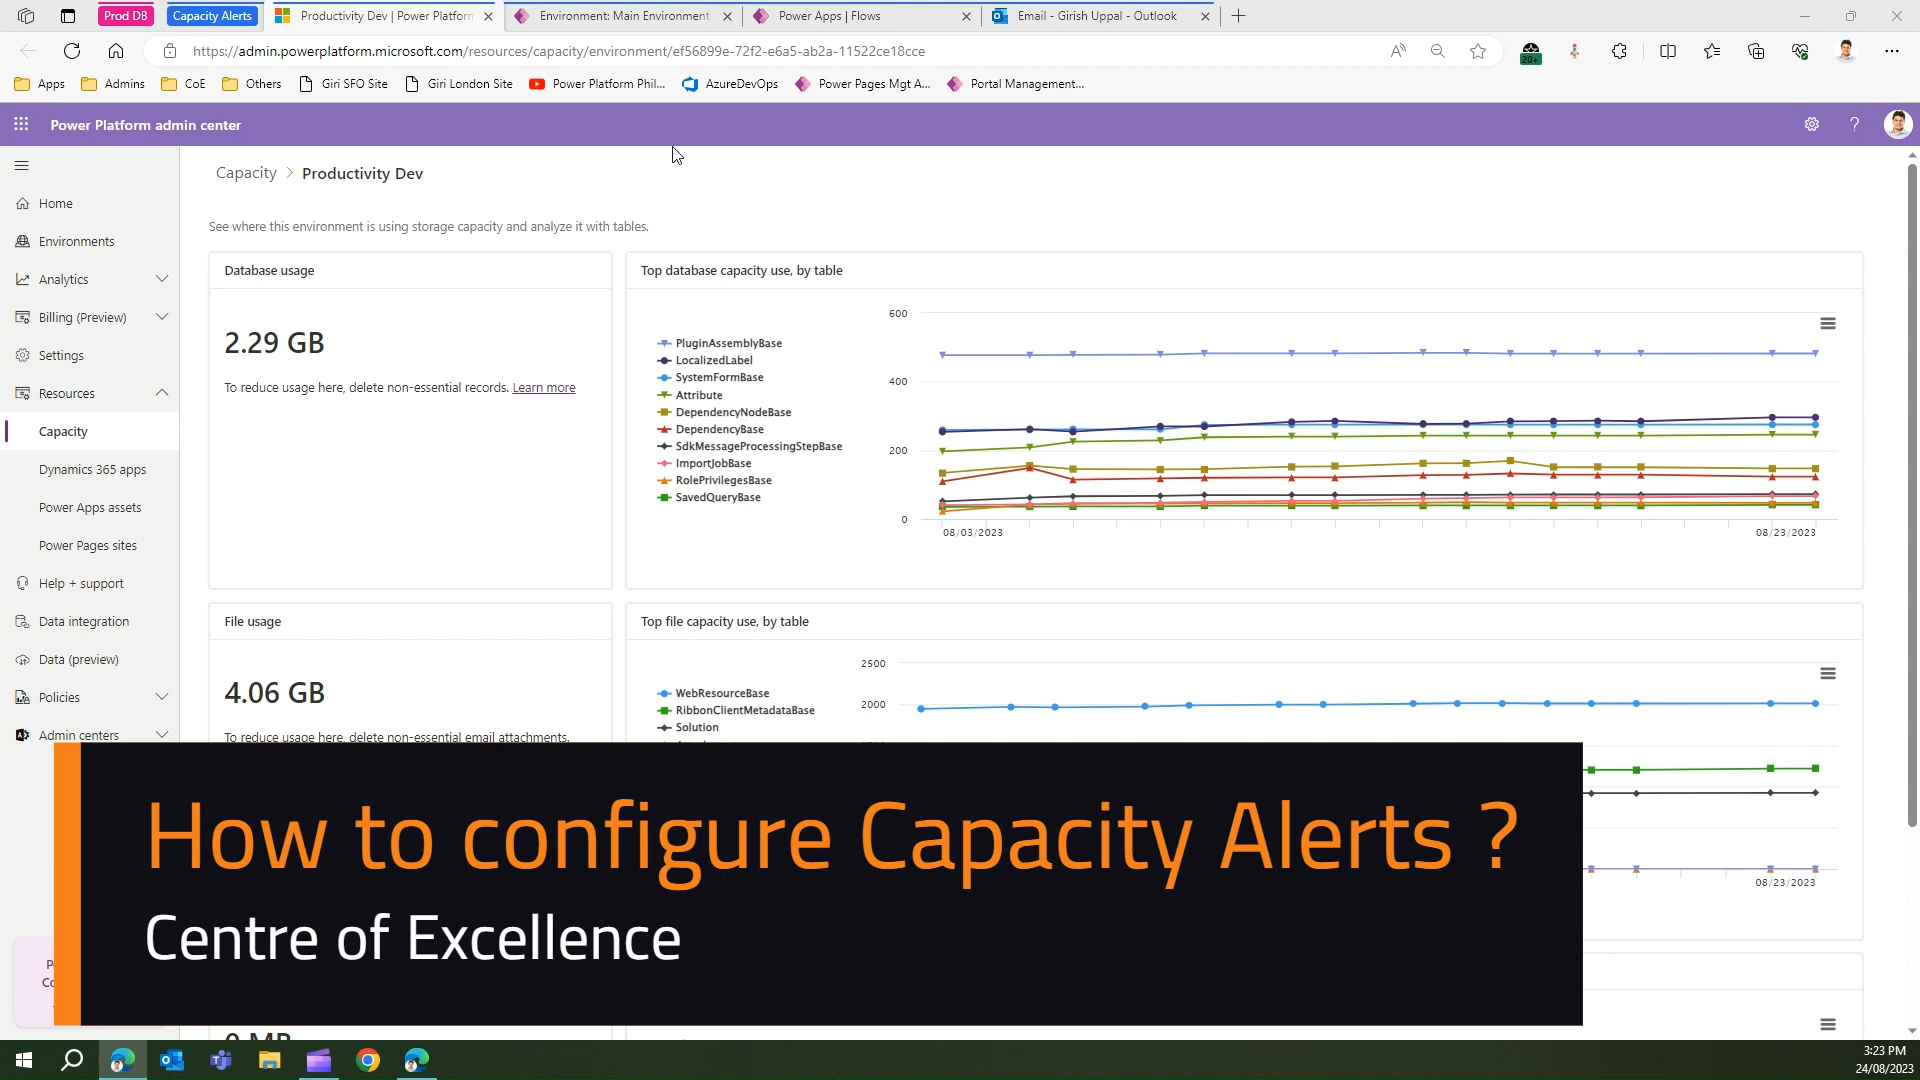 Prod DB
Capacity Alerts
Productivity Dev | Power Platform
Environment: Main Environment
Power Apps | Flows
Email - Girish Uppal - Outlook
https://admin.powerplatform.microsoft.com/resources/capacity/environment/ef56899e-72f2-e6a5-ab2a-11522ce18cce
20+
Apps
Admins
CoE
Others
Giri SFO Site
Giri London Site
Power Platform Phil...
AzureDevOps
Power Pages Mgt A...
Portal Management...
Power Platform admin center
Capacity > Productivity Dev
Home
Environments
Analytics
Billing (Preview)
Settings
Resources
Capacity
Dynamics 365 apps
Power Apps assets
Power Pages sites
Help + support
Data integration
Data (preview)
Policies
Admin centers
See where this environment is using storage capacity and analyze it with tables.
Database usage
2.29 GB
To reduce usage here, delete non-essential records. Learn more
Top database capacity use, by table
PluginAssemblyBase
LocalizedLabel
SystemFormBase
Attribute
DependencyNodeBase
DependencyBase
SdkMessageProcessingStepBase
ImportJobBase
RolePrivilegesBase
SavedQueryBase
600
400
200
0
08/03/2023
08/23/2023
File usage
4.06 GB
To reduce usage here, delete non-essential email attachments.
Top file capacity use, by table
WebResourceBase
RibbonClientMetadataBase
Solution
2500
2000
08/23/2023
How to configure Capacity Alerts ?
Centre of Excellence
0 MB
3:23 PM
24/08/2023